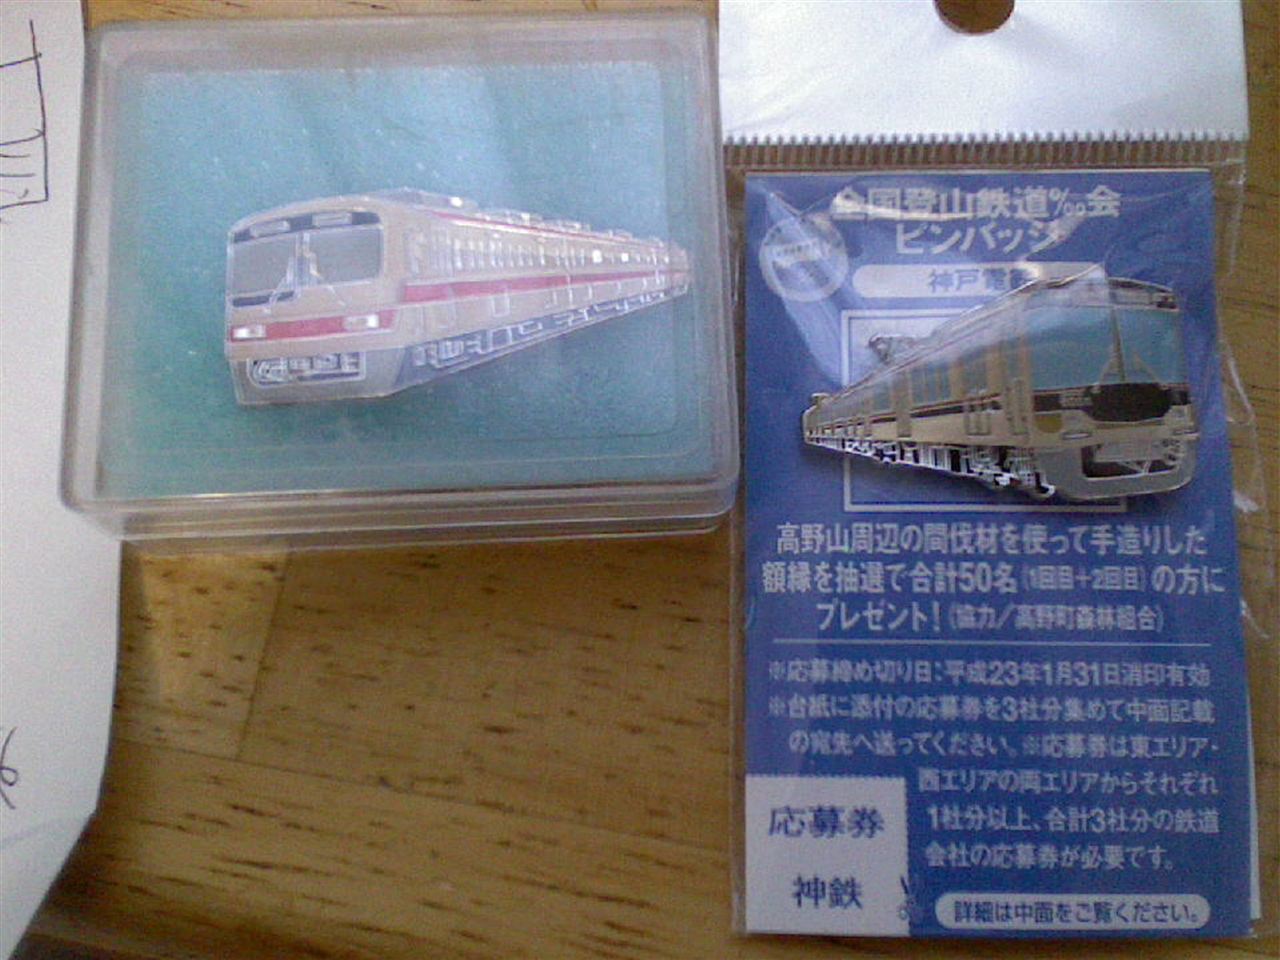 全国登山鉄道‰会
ピンバッジ
神戸電
高野山周辺の間伐材を使って手造りした
額縁を抽選で合計50名(1回目+2回目)の方に
プレゼント!(協力/高野町森林組合)
※応募締め切り日:平成23年1月31日消印有効
※台紙に添付の応募券を3社分集めて中面記載
の宛先へ送ってください。※応募券は東エリア・
西エリアの両エリアからそれぞれ
1社分以上、合計3社分の鉄道
会社の応募券が必要です。
応募券
神鉄
詳細は中面をご覧ください。